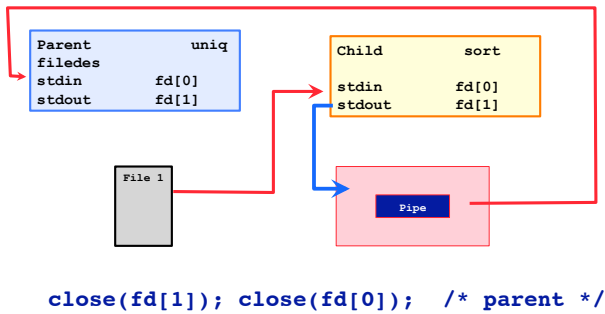 Parent uniq
filedes
stdin fd[0]
stdout fd[1]
Child sort
stdin fd[0]
stdout fd[1]
File 1
Pipe
close(fd[1]); close(fd[0]); /* parent */